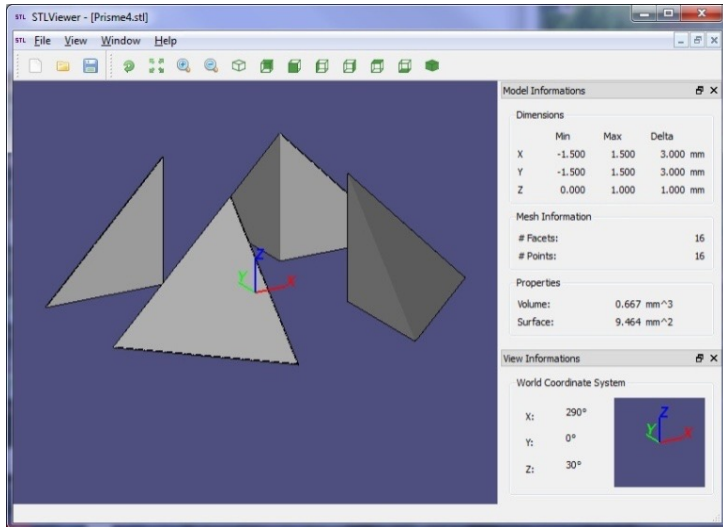 STL STLViewer - [Prisme4.stl]
STL File View Window Help
Model Informations
Dimensions
Min Max Delta
X -1.500 1.500 3.000 mm
Y -1.500 1.500 3.000 mm
Z 0.000 1.000 1.000 mm
Mesh Information
# Facets: 16
# Points: 16
Properties
Volume: 0.667 mm^3
Surface: 9.464 mm^2
Z
Y X
View Informations
World Coordinate System
X: 290°
Y: 0°
Z: 30°
Z
Y X